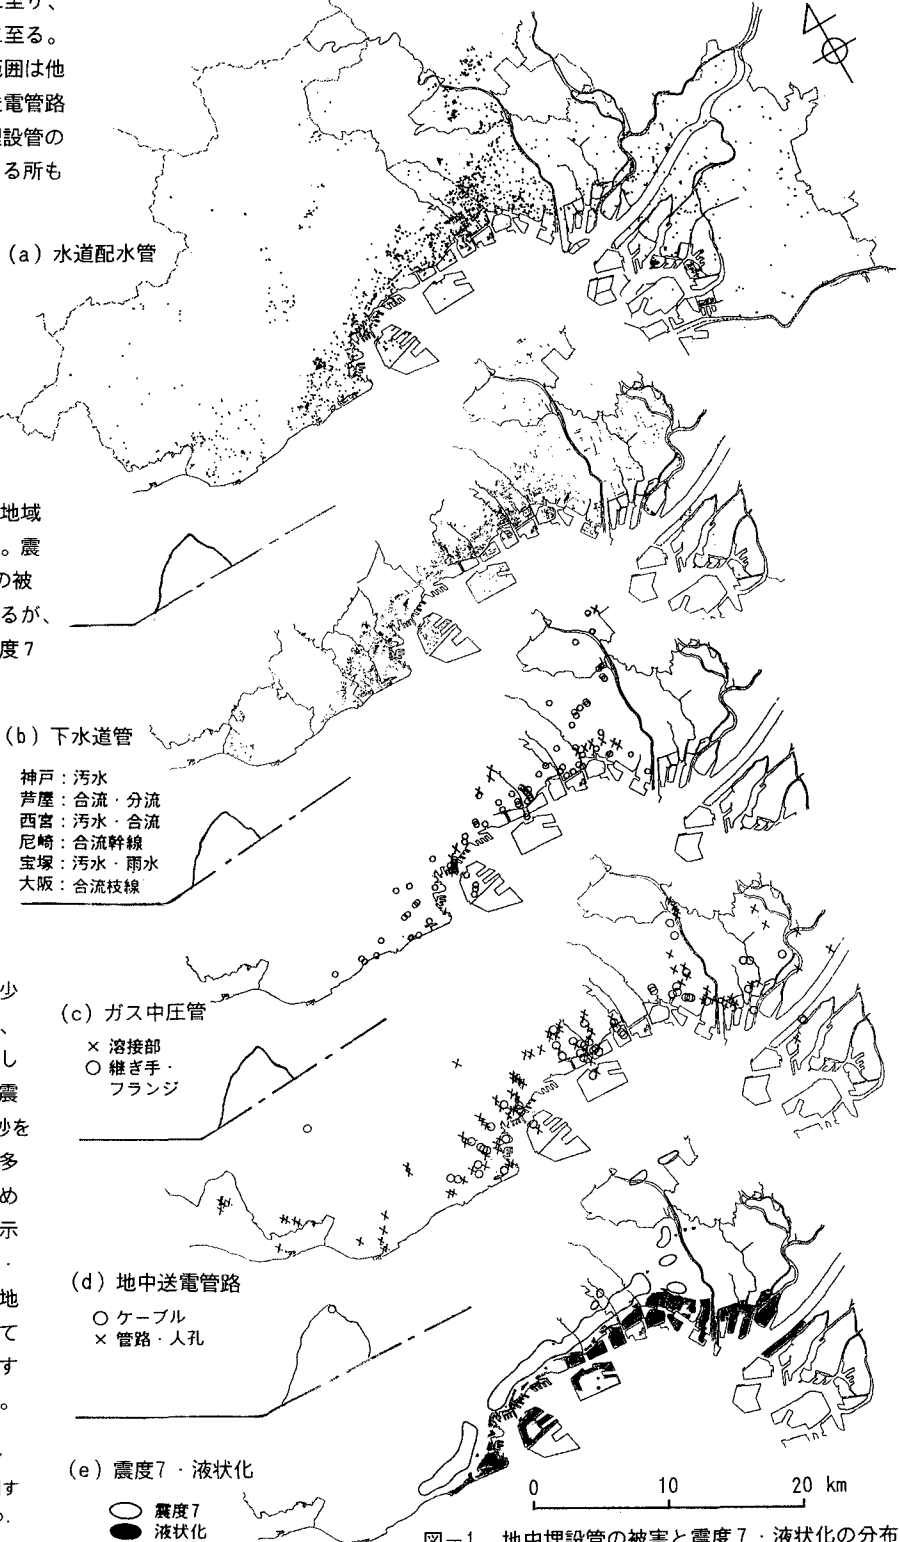 至る。
範囲は他
送電管路
埋設管の
る所も
(a) 水道配水管
地域
。震
の被
るが、
度7
(b) 下水道管
神戸：汚水
芦屋：合流・分流
西宮：汚水・合流
尼崎：合流幹線
宝塚：汚水・雨水
大阪：合流枝線
少
、
し
震
秒を
多
め
示
・
地
て
す
。
(c) ガス中圧管
× 溶接部
○ 継ぎ手・
フランジ
(d) 地中送電管路
○ ケーブル
× 管路・人孔
(e) 震度7・液状化
震度7
液状化
0 10 20 km
図－1 地中埋設管の被害と震度7・液状化の分布